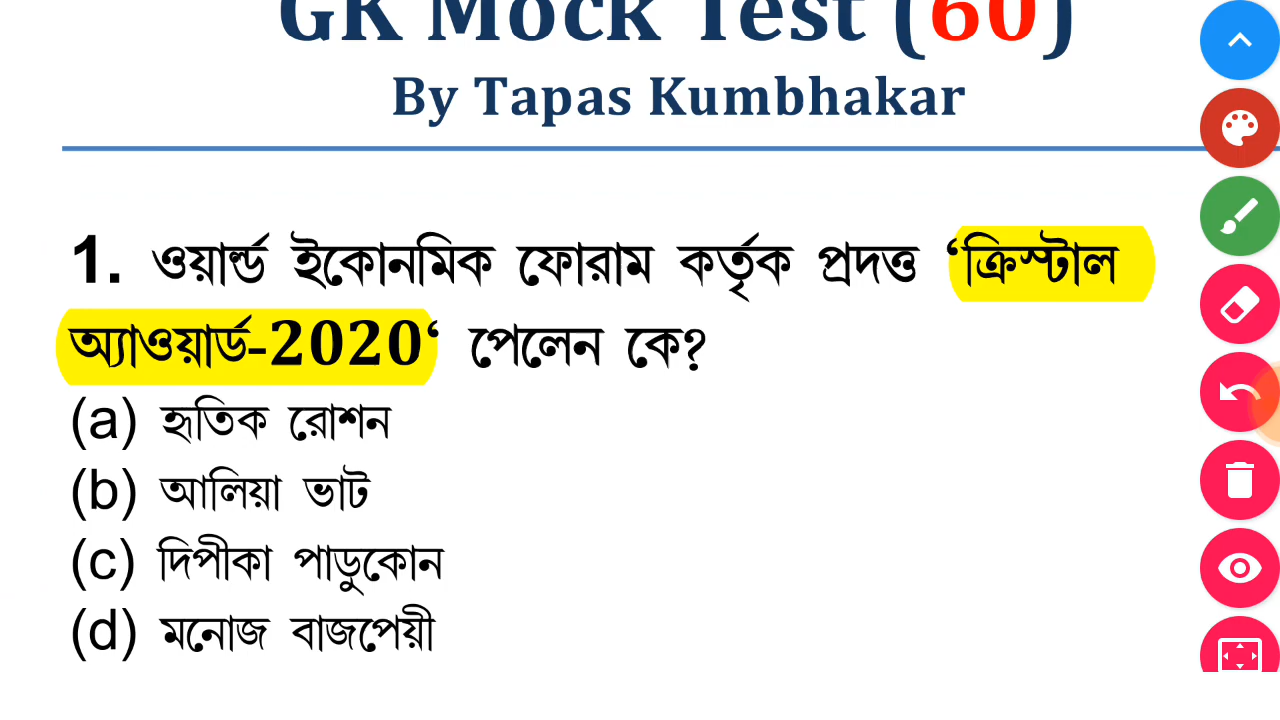 GK Mock Test (60)
By Tapas Kumbhakar
1. ওয়ার্ল্ড ইকোনমিক ফোরাম কর্তৃক প্রদত্ত ‘ক্রিস্টাল
অ্যাওয়ার্ড-2020‘ পেলেন কে?
(a) হৃতিক রোশন
(b) আলিয়া ভাট
(c) দিপীকা পাডুকোন
(d) মনোজ বাজপেয়ী